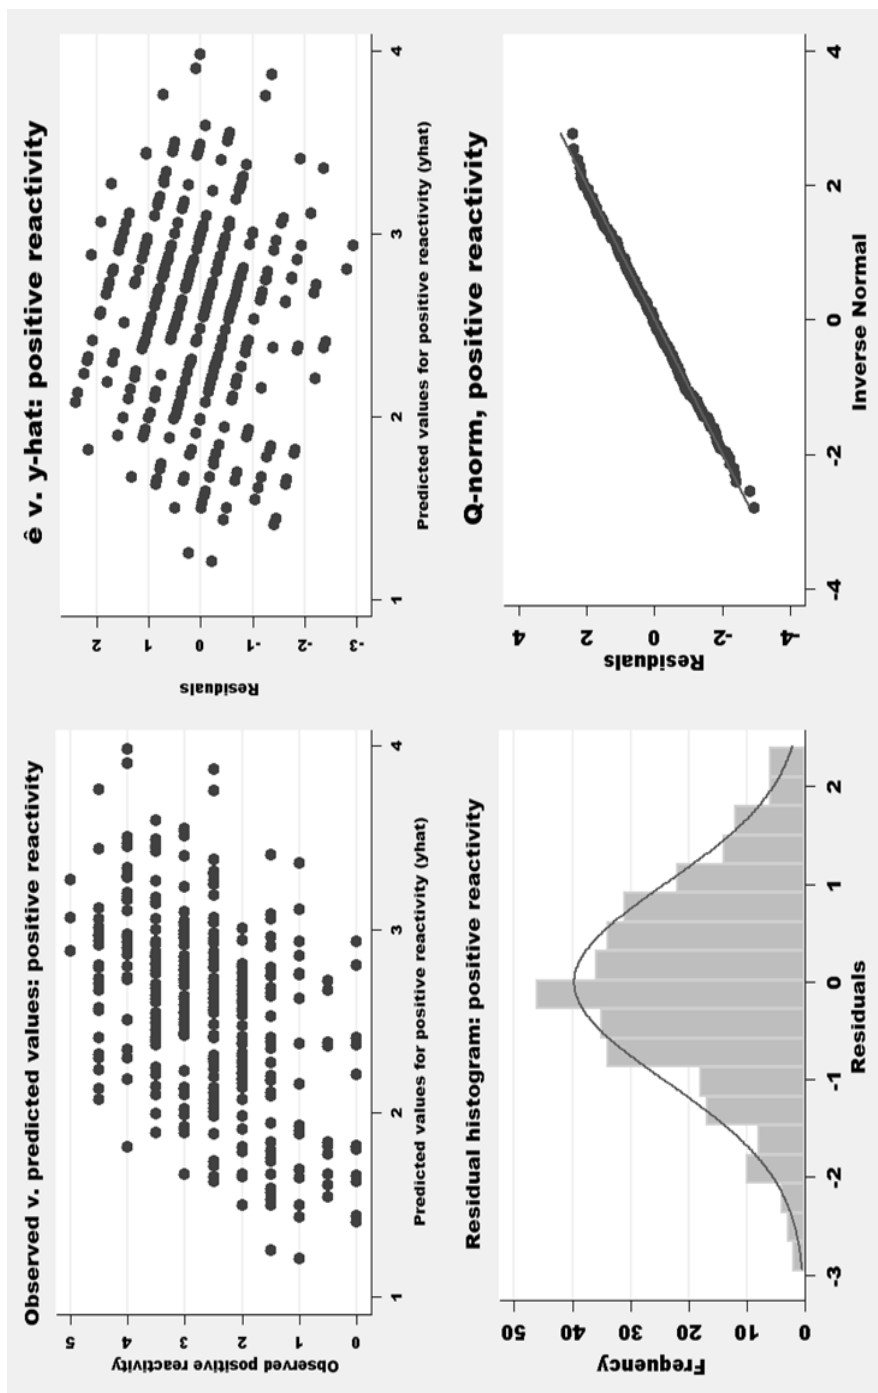 Observed v. predicted values: positive reactivity
Observed positive reactivity
5
4
3
2
1
0
1 2 3 4
Predicted values for positive reactivity (yhat)
ê v. y-hat: positive reactivity
Residuals
2
1
0
-1
-2
-3
1 2 3 4
Predicted values for positive reactivity (yhat)
Residual histogram: positive reactivity
Frequency
50
40
30
20
10
0
-3 -2 -1 0 1 2
Residuals
Q-norm, positive reactivity
Residuals
4
2
0
-2
-4
-4 -2 0 2 4
Inverse Normal